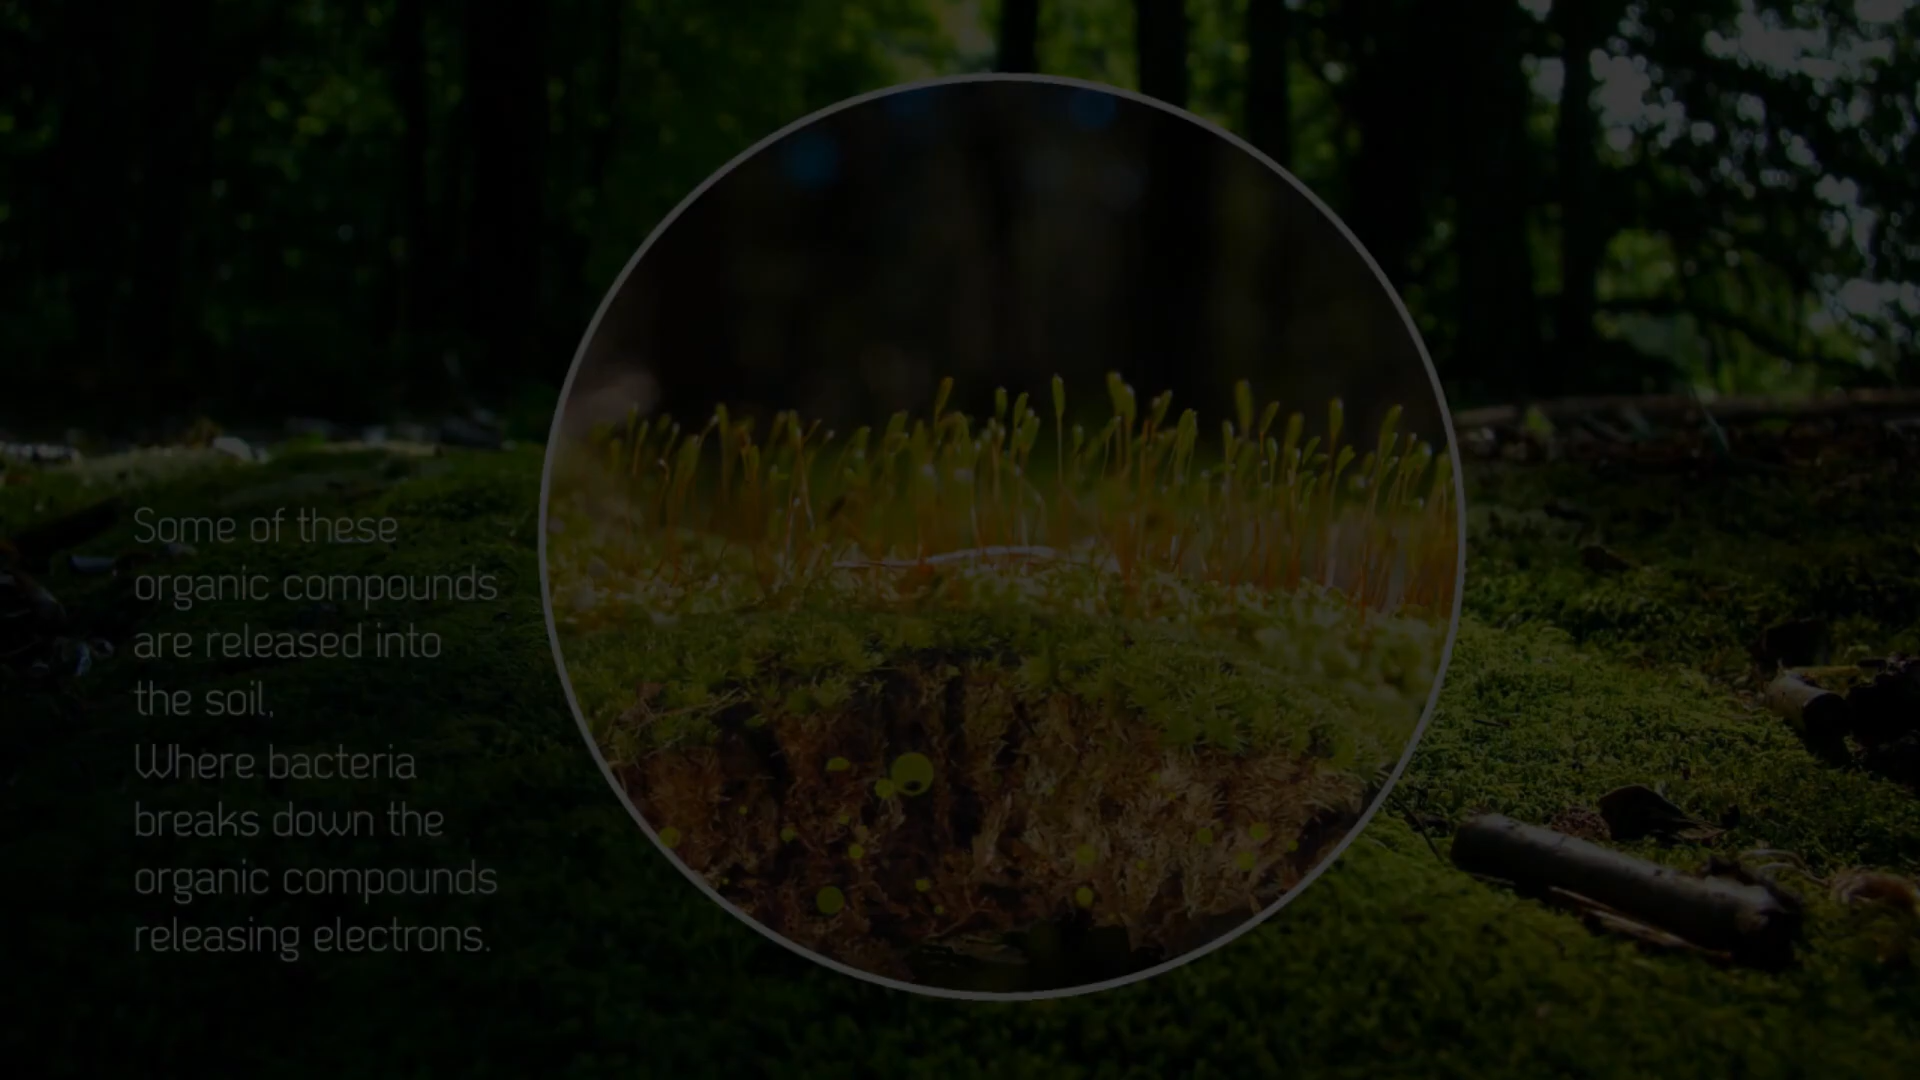 Some of these
organic compounds
are released into
the soil,
Where bacteria
breaks down the
organic compounds
releasing electrons.